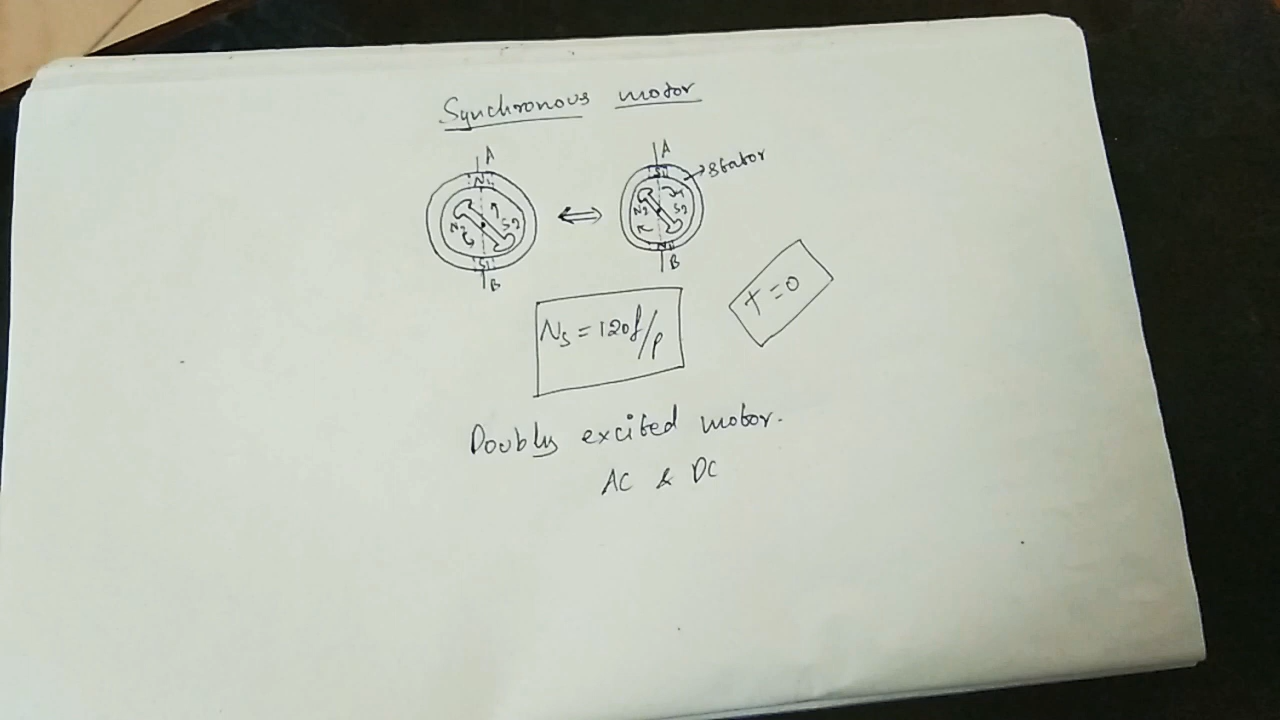 Synchronous motor
A
A
stator
N1
S1
N2
S2
N2
S2
S1
N1
B
B
Ns = 120f/p
T = 0
Doubly excited motor.
AC & DC